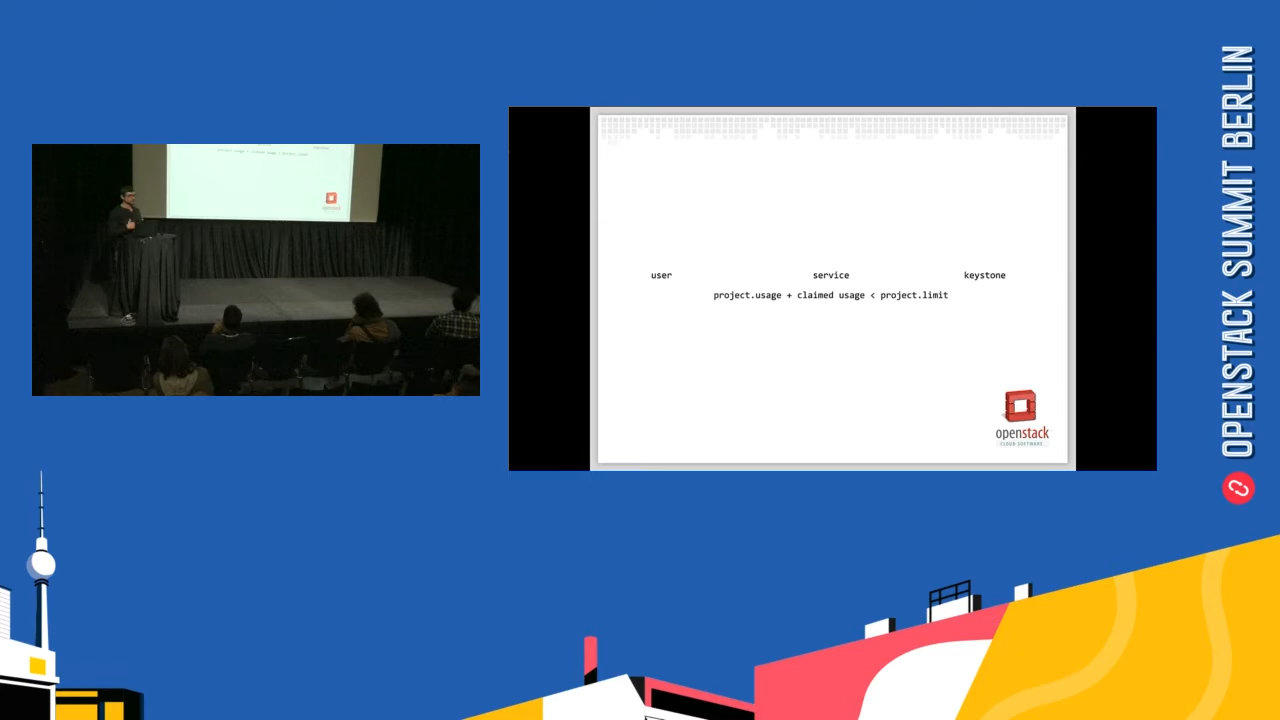 user service keystone
project.usage + claimed usage < project.limit
openstack
CLOUD SOFTWARE
OPENSTACK SUMMIT BERLIN